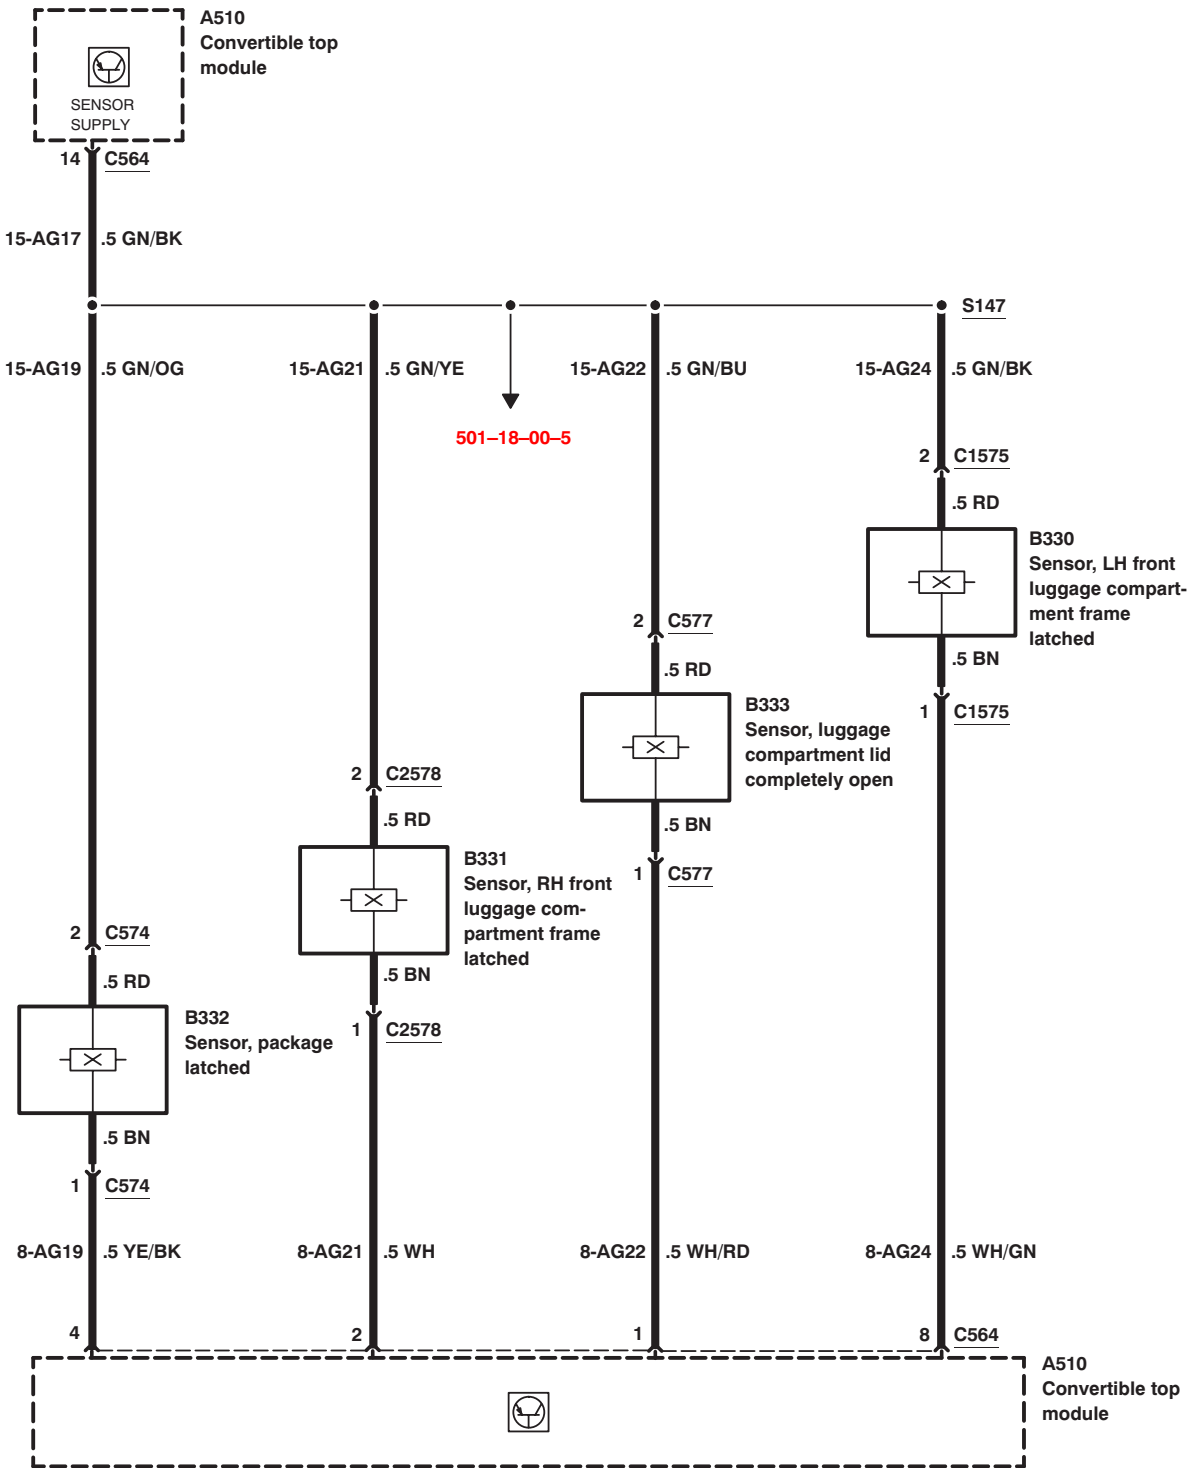 A510
Convertible top
module
SENSOR
SUPPLY
14 C564
15-AG17 .5 GN/BK
S147
15-AG19 .5 GN/OG
15-AG21 .5 GN/YE
15-AG22 .5 GN/BU
15-AG24 .5 GN/BK
501–18–00–5
2 C1575
.5 RD
B330
Sensor, LH front
luggage compart-
ment frame
latched
.5 BN
1 C1575
2 C577
.5 RD
B333
Sensor, luggage
compartment lid
completely open
.5 BN
1 C577
2 C2578
.5 RD
B331
Sensor, RH front
luggage com-
partment frame
latched
.5 BN
1 C2578
2 C574
.5 RD
B332
Sensor, package
latched
.5 BN
1 C574
8-AG19 .5 YE/BK
8-AG21 .5 WH
8-AG22 .5 WH/RD
8-AG24 .5 WH/GN
4
2
1
8 C564
A510
Convertible top
module